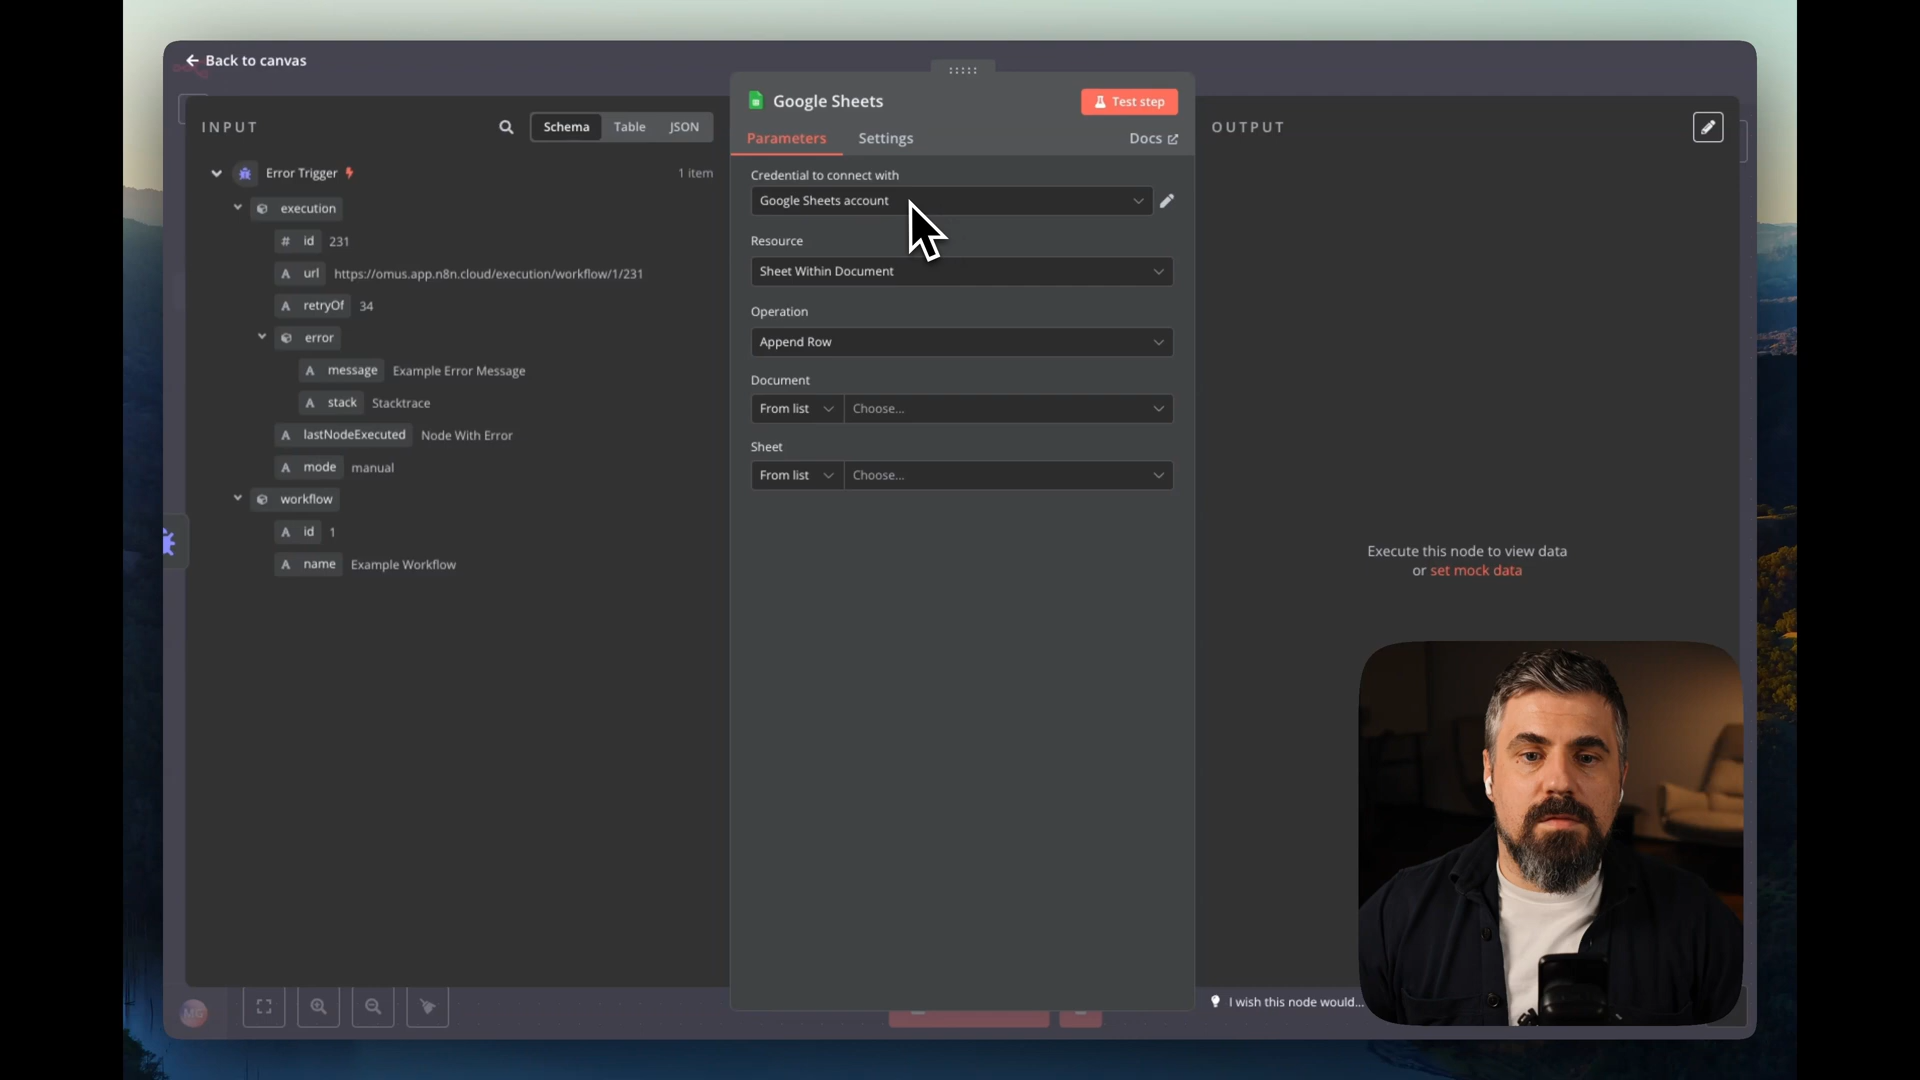 Back to canvas
INPUT
Schema
Table
JSON
Error Trigger
1 item
execution
# id 231
A url https://omus.app.n8n.cloud/execution/workflow/1/231
A retryOf 34
error
A message Example Error Message
A stack Stacktrace
A lastNodeExecuted Node With Error
A mode manual
workflow
A id 1
A name Example Workflow
Google Sheets
Test step
Parameters
Settings
Docs
Credential to connect with
Google Sheets account
Resource
Sheet Within Document
Operation
Append Row
Document
From list
Choose...
Sheet
From list
Choose...
OUTPUT
Execute this node to view data
or set mock data
I wish this node would...
MG